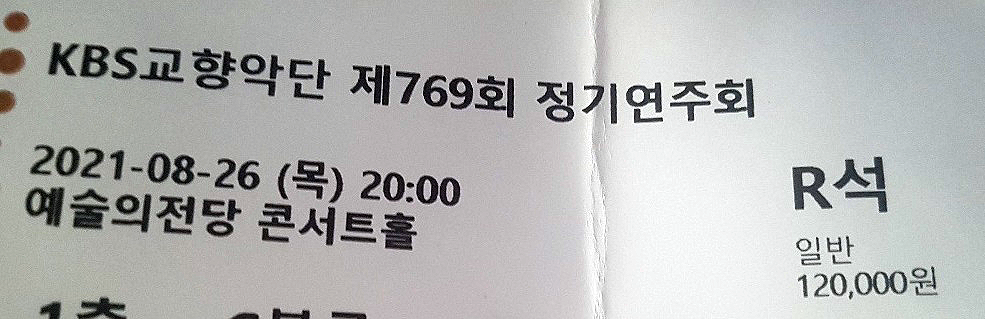 KBS교향악단 제769회 정기연주회
2021-08-26 (목) 20:00
예술의전당 콘서트홀
R석
일반
120,000원
1층